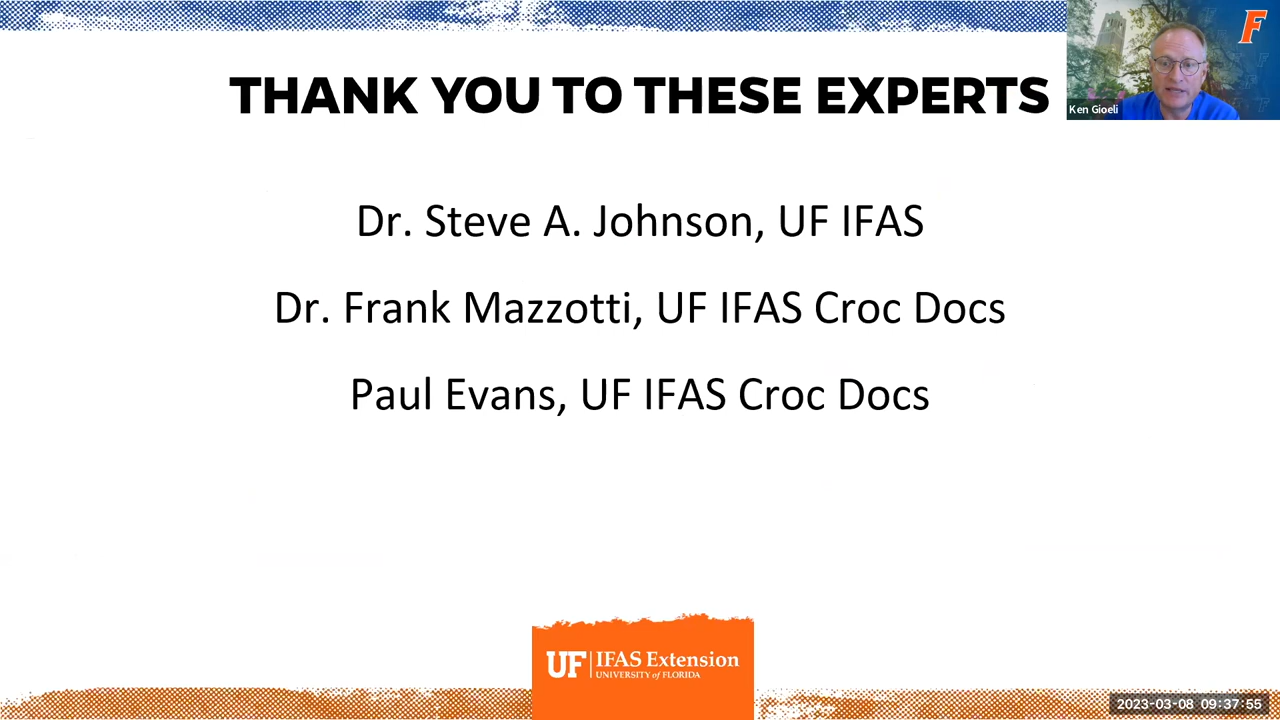 THANK YOU TO THESE EXPERTS
F
Ken Gioeli
Dr. Steve A. Johnson, UF IFAS
Dr. Frank Mazzotti, UF IFAS Croc Docs
Paul Evans, UF IFAS Croc Docs
UF | IFAS Extension
UNIVERSITY of FLORIDA
2023-03-08 09:37:55